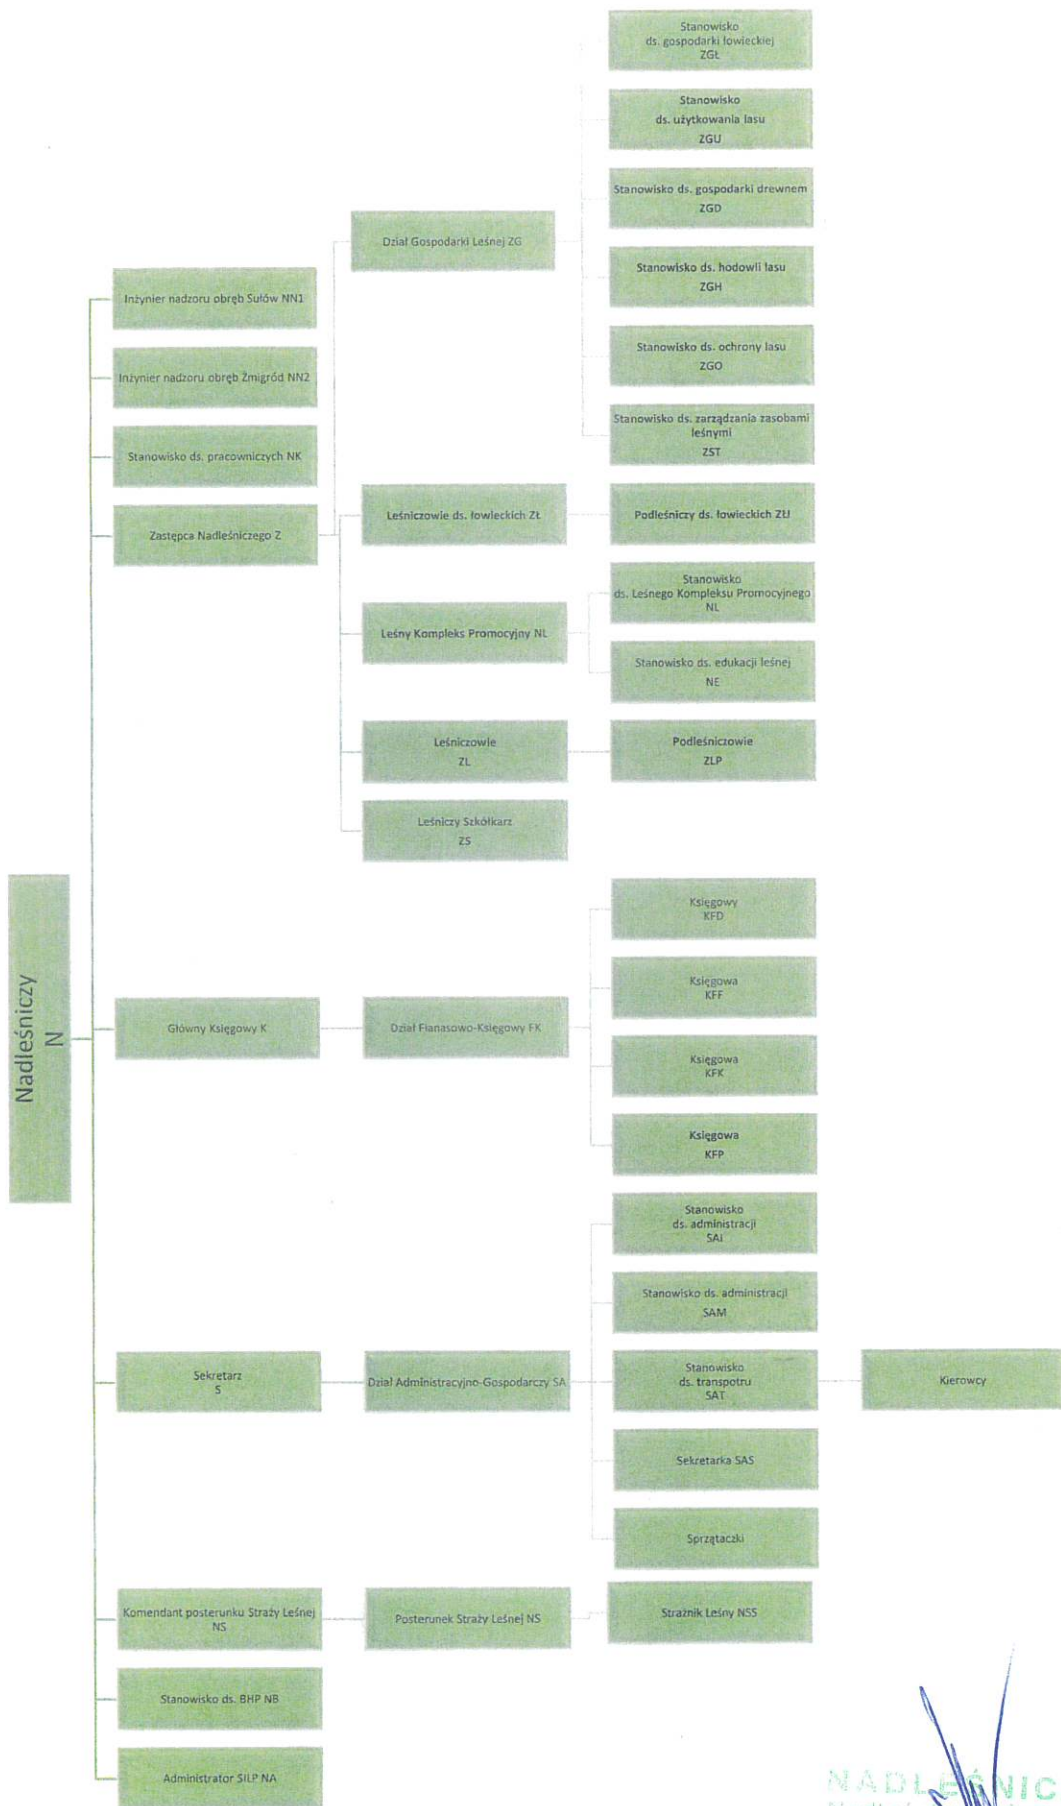 Nadleśniczy
N
Inżynier nadzoru obręb Sułów NN1
Inżynier nadzoru obręb Żmigród NN2
Stanowisko ds. pracowniczych NK
Zastępca Nadleśniczego Z
Dział Gospodarki Leśnej ZG
Stanowisko
ds. gospodarki łowieckiej
ZGŁ
Stanowisko
ds. użytkowania lasu
ZGU
Stanowisko ds. gospodarki drewnem
ZGD
Stanowisko ds. hodowli lasu
ZGH
Stanowisko ds. ochrony lasu
ZGO
Stanowisko ds. zarządzania zasobami
leśnymi
ZST
Leśniczowie ds. łowieckich ZŁ
Podleśniczy ds. łowieckich ZŁJ
Leśny Kompleks Promocyjny NL
Stanowisko
ds. Leśnego Kompleksu Promocyjnego
NL
Stanowisko ds. edukacji leśnej
NE
Leśniczowie
ZL
Podleśniczowie
ZLP
Leśniczy Szkółkarz
ZS
Główny Księgowy K
Dział Fianasowo-Księgowy FK
Księgowy
KFD
Księgowa
KFF
Księgowa
KFK
Księgowa
KFP
Sekretarz
S
Dział Administracyjno-Gospodarczy SA
Stanowisko
ds. administracji
SAI
Stanowisko ds. administracji
SAM
Stanowisko
ds. transpotru
SAT
Kierowcy
Sekretarka SAS
Sprzątaczki
Komendant posterunku Straży Leśnej
NS
Posterunek Straży Leśnej NS
Strażnik Leśny NSS
Stanowisko ds. BHP NB
Administrator SILP NA
NADLEŚNIC